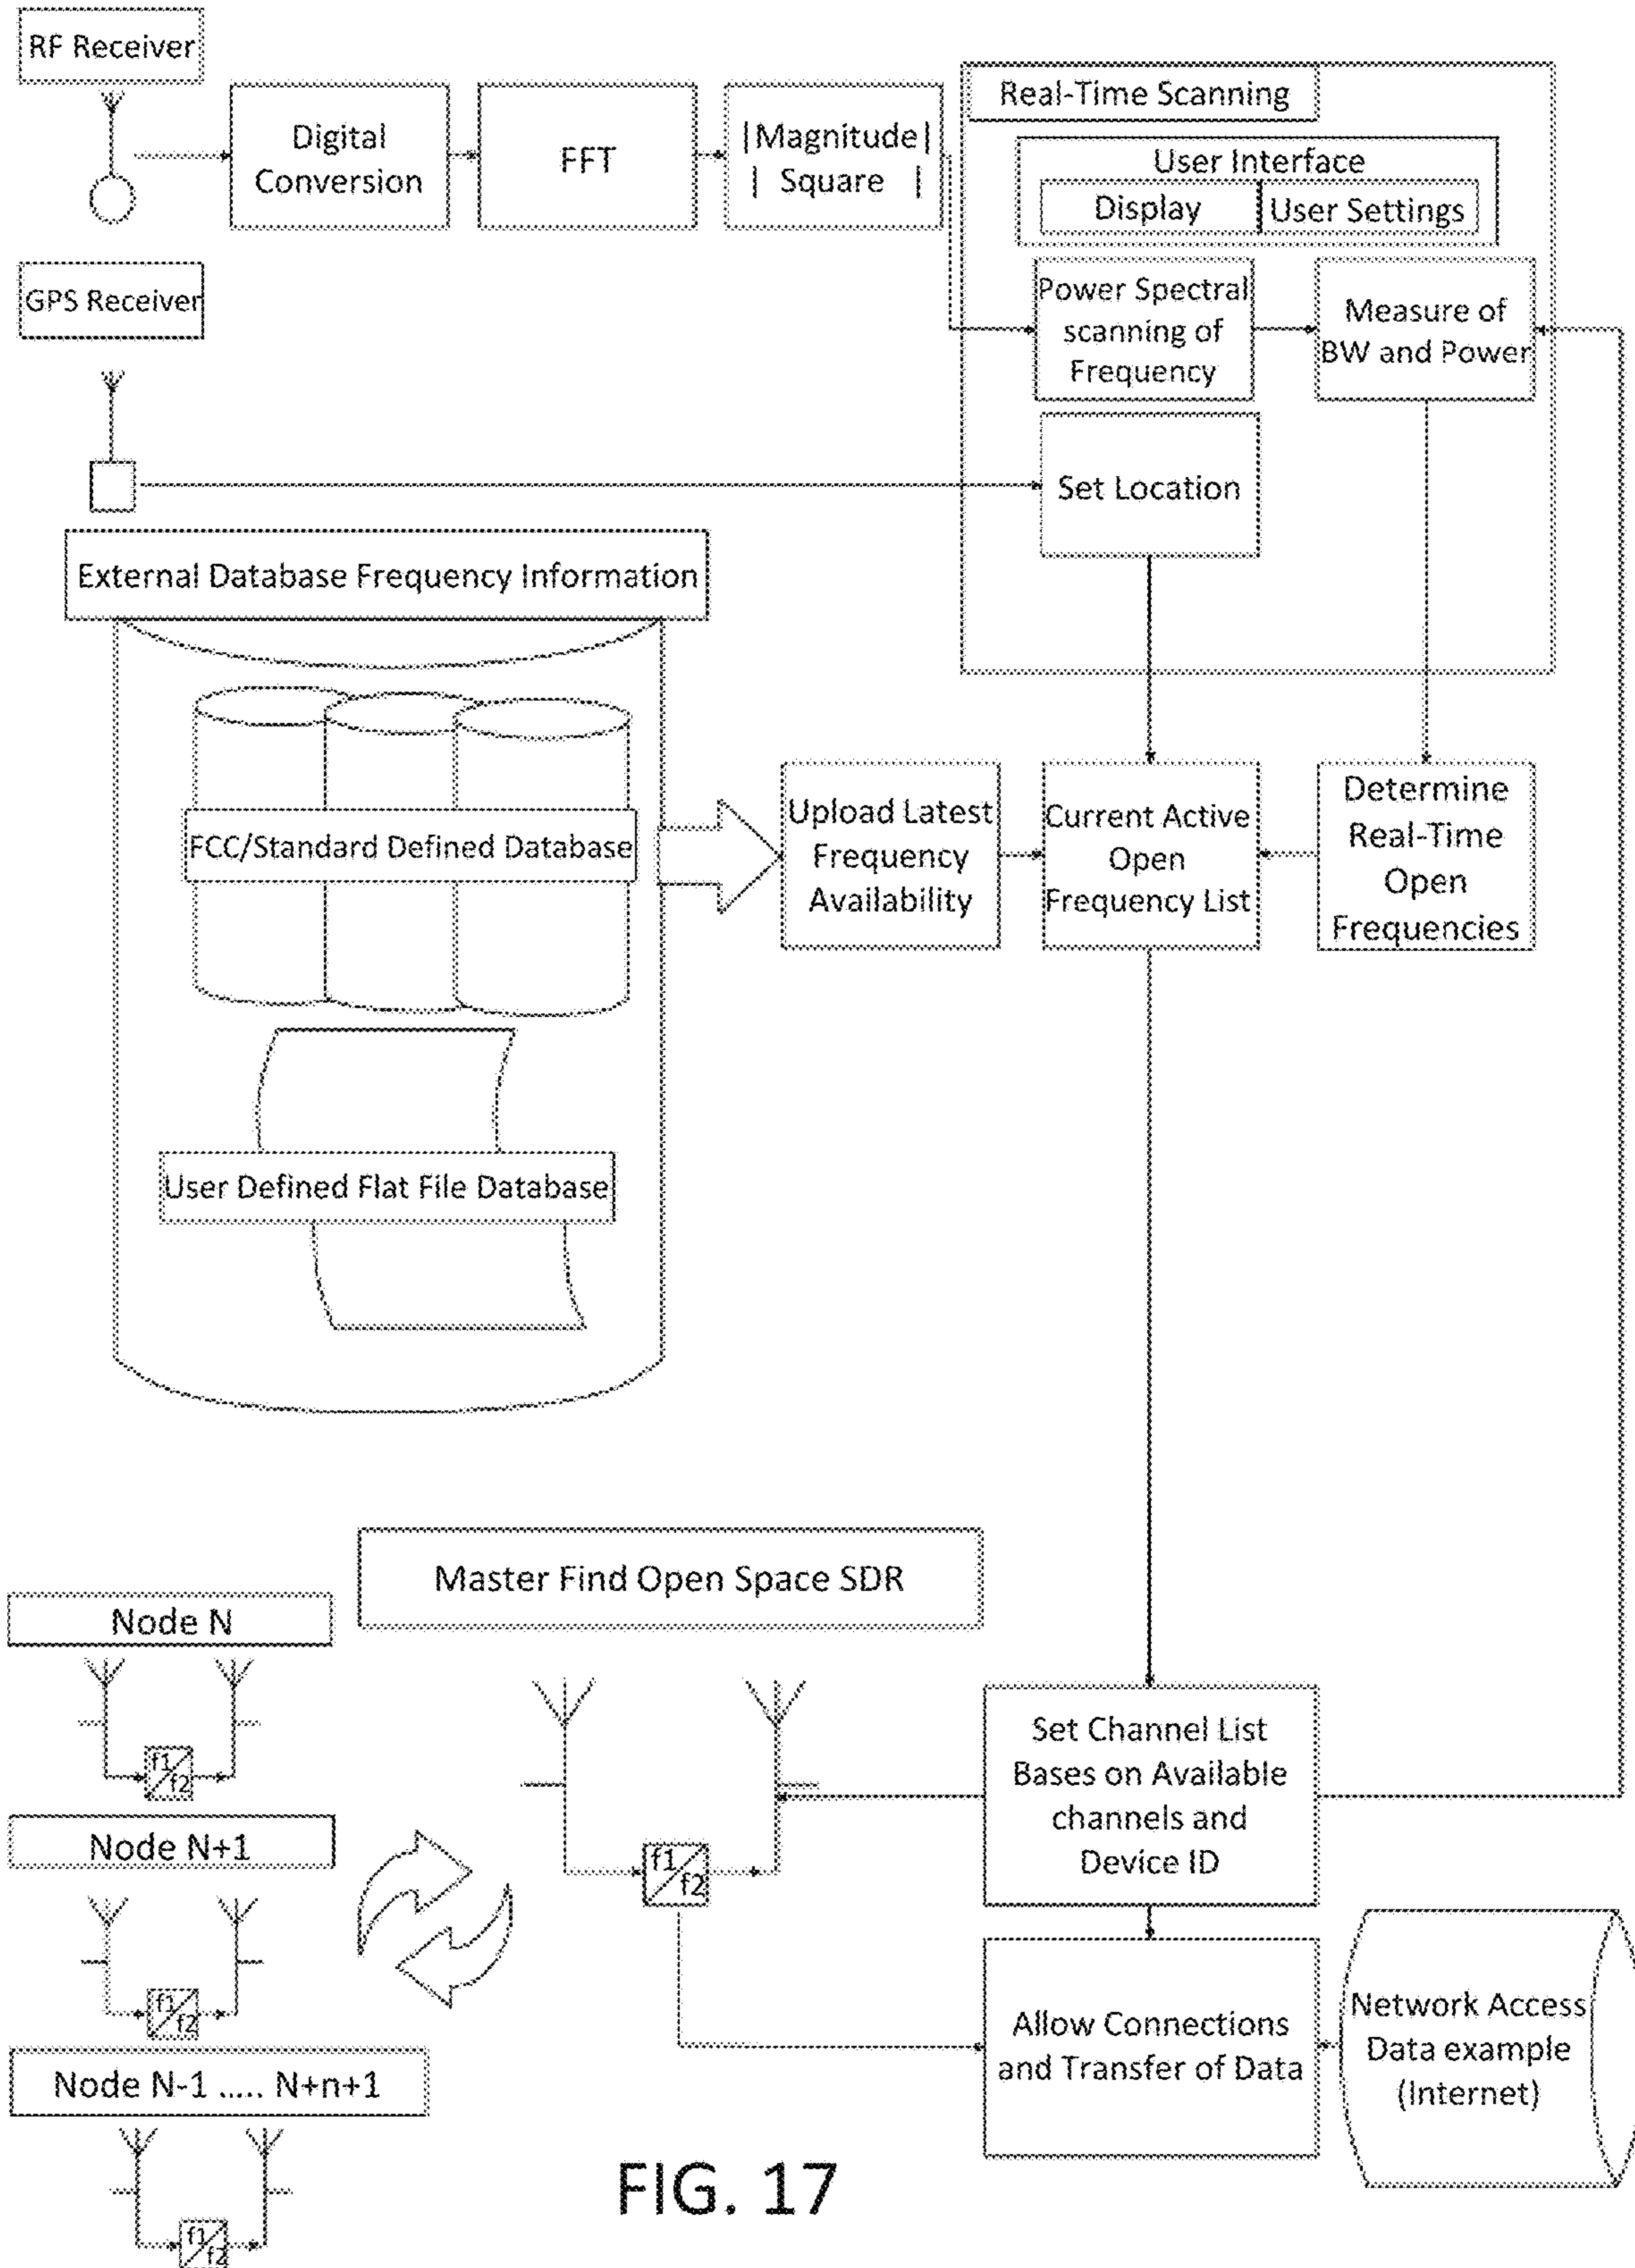 RF Receiver
Digital
Conversion
FFT
|Magnitude|
| Square |
Real-Time Scanning
User Interface
Display
User Settings
GPS Receiver
Power Spectral
scanning of
Frequency
Measure of
BW and Power
Set Location
External Database Frequency Information
FCC/Standard Defined Database
Upload Latest
Frequency
Availability
Current Active
Open
Frequency List
Determine
Real-Time
Open
Frequencies
User Defined Flat File Database
Master Find Open Space SDR
Node N
f1
f2
Node N+1
f1
f2
Node N-1 ..... N+n+1
f1
f2
f1
f2
Set Channel List
Bases on Available
channels and
Device ID
Allow Connections
and Transfer of Data
Network Access
Data example
(Internet)
FIG. 17